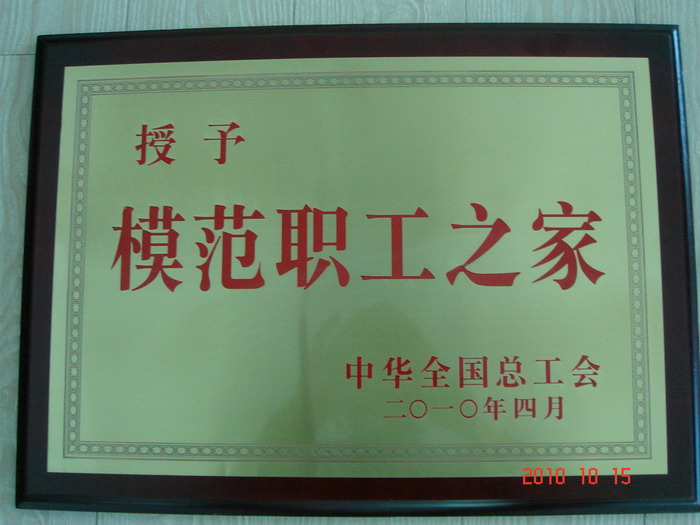 授予
模范职工之家
中华全国总工会
二〇一〇年四月
2010 10 15